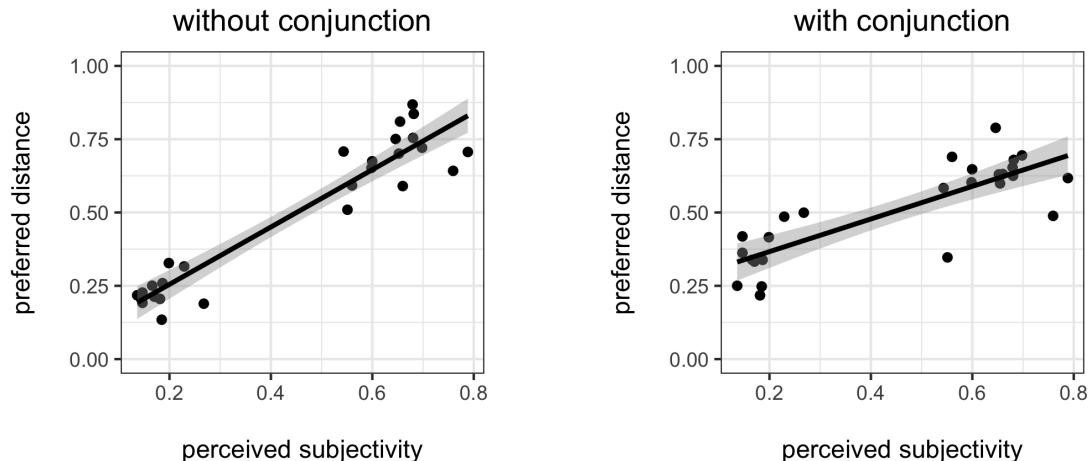 without conjunction
1.00
0.75
0.50
0.25
0.00
preferred distance
0.2 0.4 0.6 0.8
perceived subjectivity
with conjunction
1.00
0.75
0.50
0.25
0.00
preferred distance
0.2 0.4 0.6 0.8
perceived subjectivity